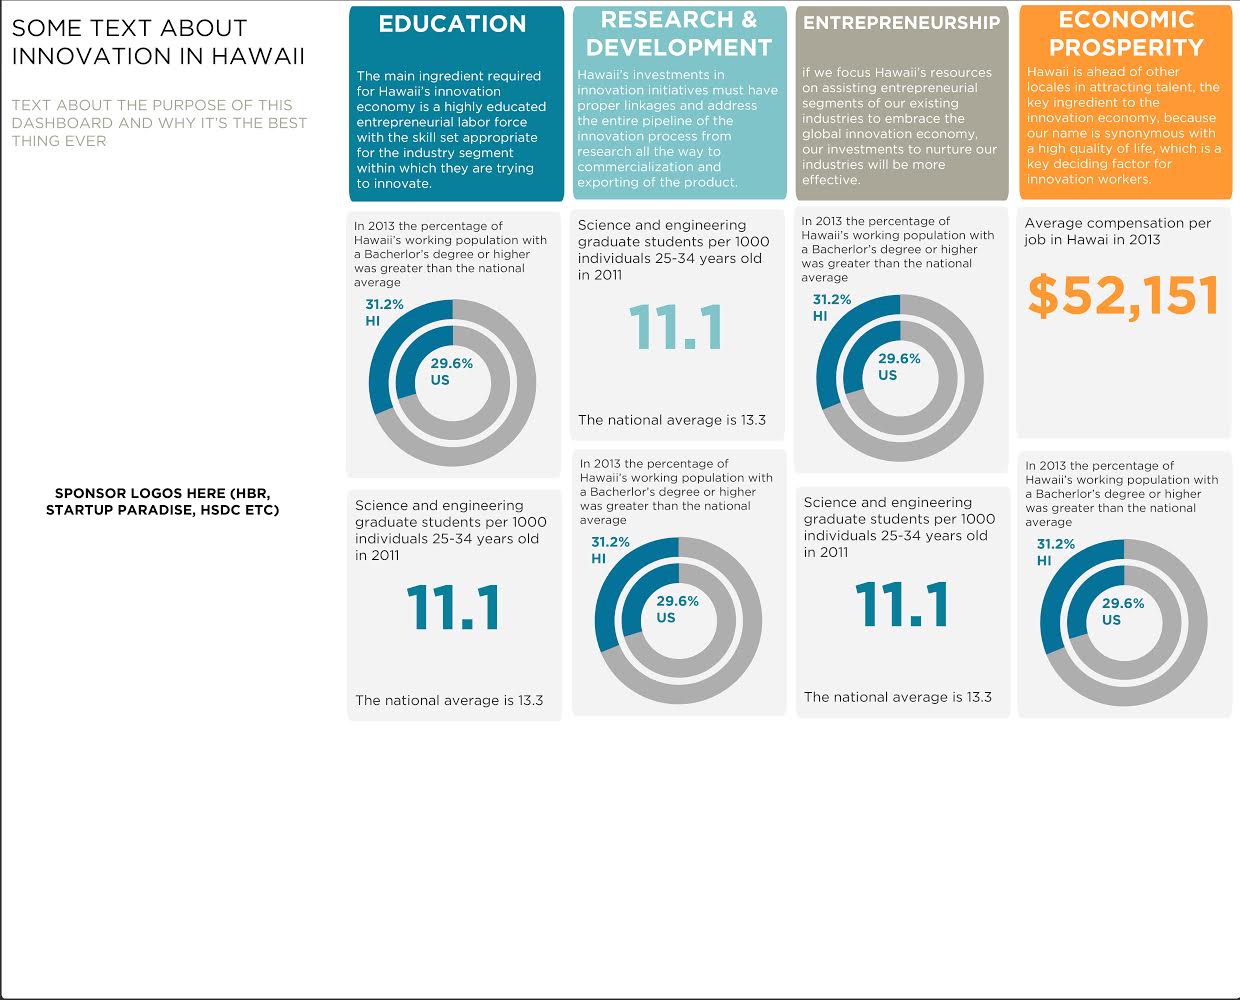 SOME TEXT ABOUT
INNOVATION IN HAWAII
TEXT ABOUT THE PURPOSE OF THIS
DASHBOARD AND WHY IT'S THE BEST
THING EVER
SPONSOR LOGOS HERE (HBR,
STARTUP PARADISE, HSDC ETC)
EDUCATION
The main ingredient required
for Hawaii's innovation
economy is a highly educated
entrepreneurial labor force
with the skill set appropriate
for the industry segment
within which they are trying
to innovate.
In 2013 the percentage of
Hawaii's working population with
a Bacherlor's degree or higher
was greater than the national
average
31.2%
HI
29.6%
US
Science and engineering
graduate students per 1000
individuals 25-34 years old
in 2011
11.1
The national average is 13.3
RESEARCH &
DEVELOPMENT
Hawaii's investments in
innovation initiatives must have
proper linkages and address
the entire pipeline of the
innovation process from
research all the way to
commercialization and
exporting of the product.
Science and engineering
graduate students per 1000
individuals 25-34 years old
in 2011
11.1
The national average is 13.3
In 2013 the percentage of
Hawaii's working population with
a Bacherlor's degree or higher
was greater than the national
average
31.2%
HI
29.6%
US
ENTREPRENEURSHIP
if we focus Hawaii's resources
on assisting entrepreneurial
segments of our existing
industries to embrace the
global innovation economy,
our investments to nurture our
industries will be more
effective.
In 2013 the percentage of
Hawaii's working population with
a Bacherlor's degree or higher
was greater than the national
average
31.2%
HI
29.6%
US
Science and engineering
graduate students per 1000
individuals 25-34 years old
in 2011
11.1
The national average is 13.3
ECONOMIC
PROSPERITY
Hawaii is ahead of other
locales in attracting talent, the
key ingredient to the
innovation economy, because
our name is synonymous with
a high quality of life, which is a
key deciding factor for
innovation workers.
Average compensation per
job in Hawai in 2013
$52,151
In 2013 the percentage of
Hawaii's working population with
a Bacherlor's degree or higher
was greater than the national
average
31.2%
HI
29.6%
US